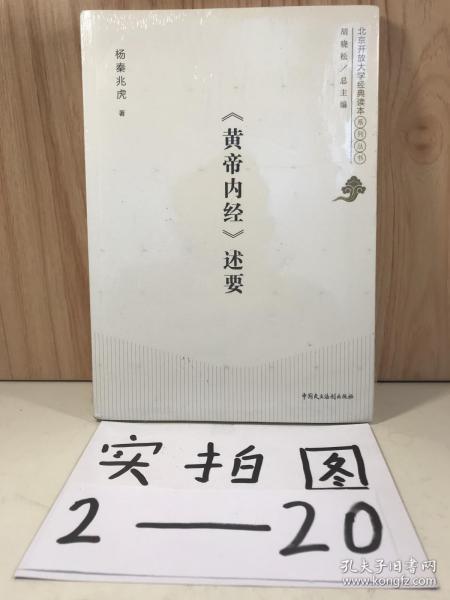 北京开放大学经典读本
系列丛书
胡晓松／总主编
《黄帝内经》述要
杨秦兆虎 著
中国民主法制出版社
实拍图
2—20
孔夫子旧书网
www.kongfz.com